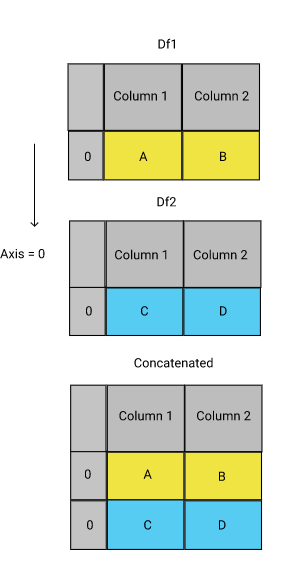 Df1
Column 1 Column 2
0 A B
Df2
Axis = 0
Column 1 Column 2
0 C D
Concatenated
Column 1 Column 2
0 A B
0 C D